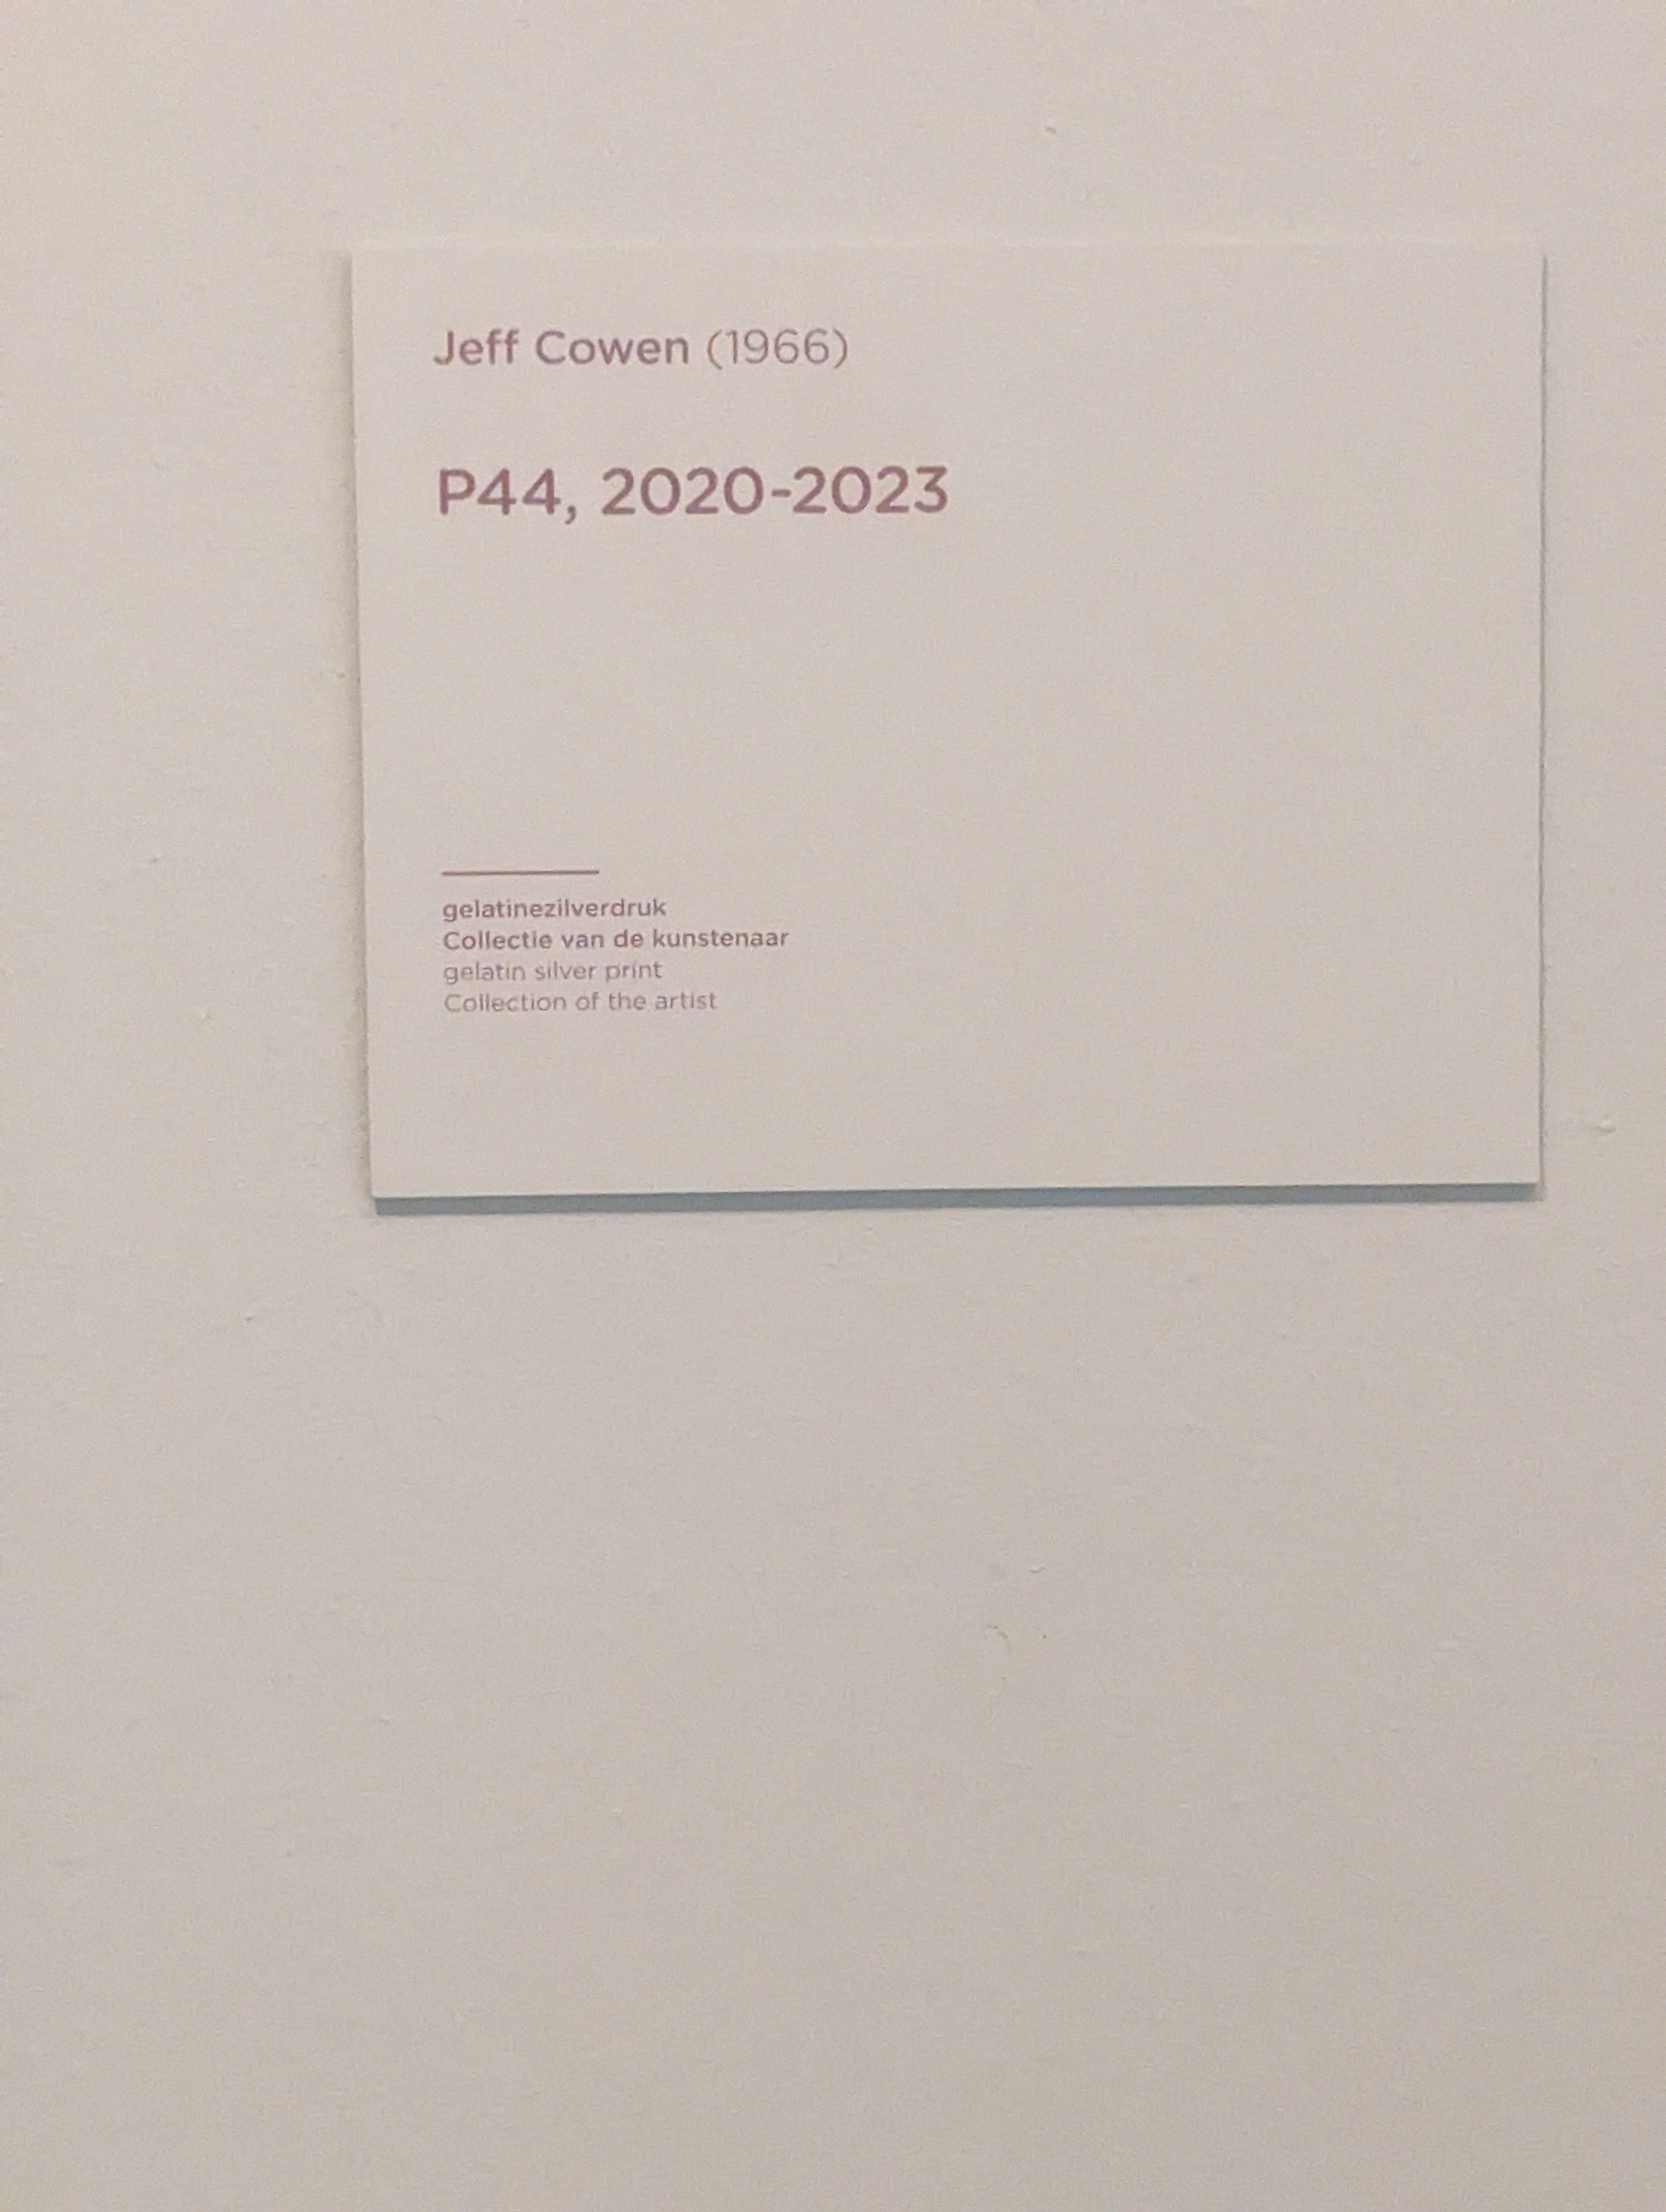 Jeff Cowen (1966)
P44, 2020-2023
gelatinezilverdruk
Collectie van de kunstenaar
gelatin silver print
Collection of the artist